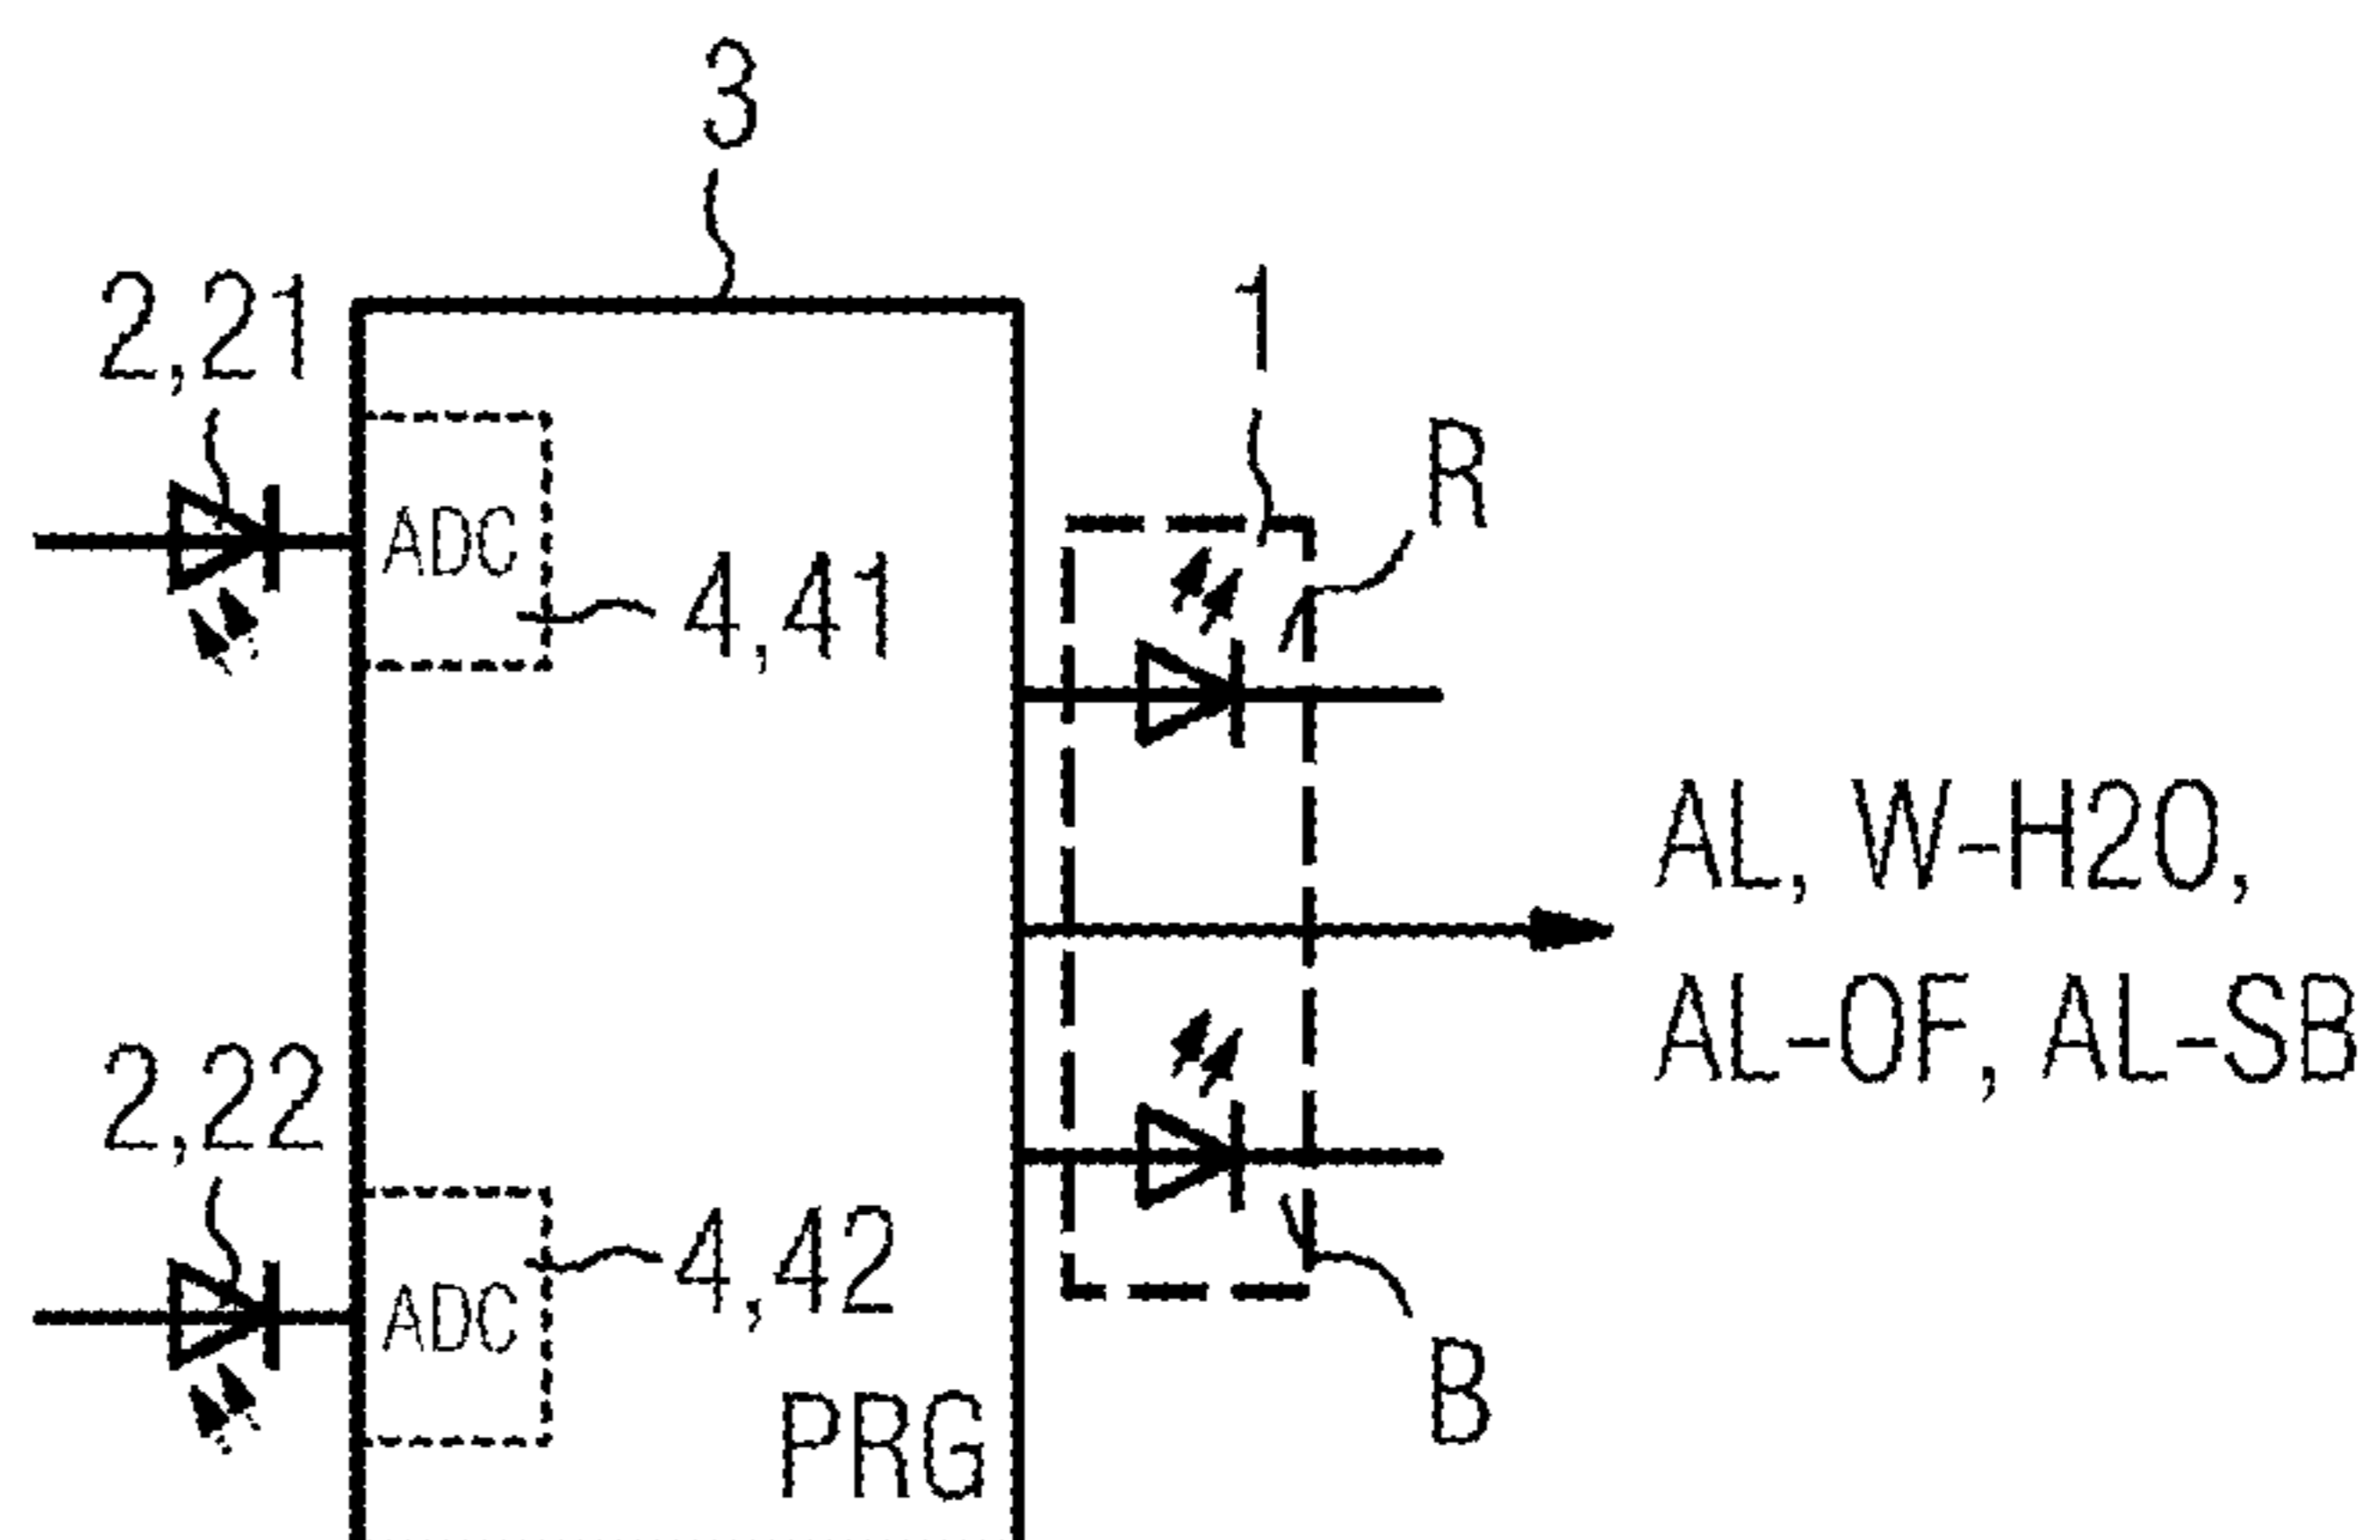 3
2,21
1
R
ADC
4,41
AL, W-H2O,
AL-OF, AL-SB
2,22
4,42
ADC
B
PRG